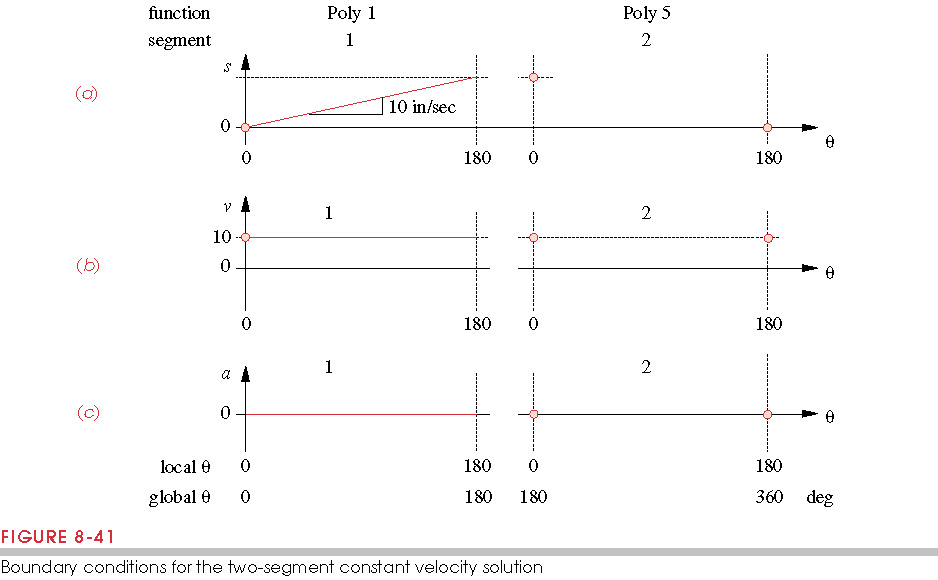 function Poly 1 Poly 5
segment 1 2
s
(a)
10 in/sec
0
θ
0 180 0 180
v
1 2
10
(b)
0
θ
0 180 0 180
1 2
a
(c)
0
θ
local θ 0 180 0 180
global θ 0 180 180 360 deg
FIGURE 8-41
Boundary conditions for the two-segment constant velocity solution